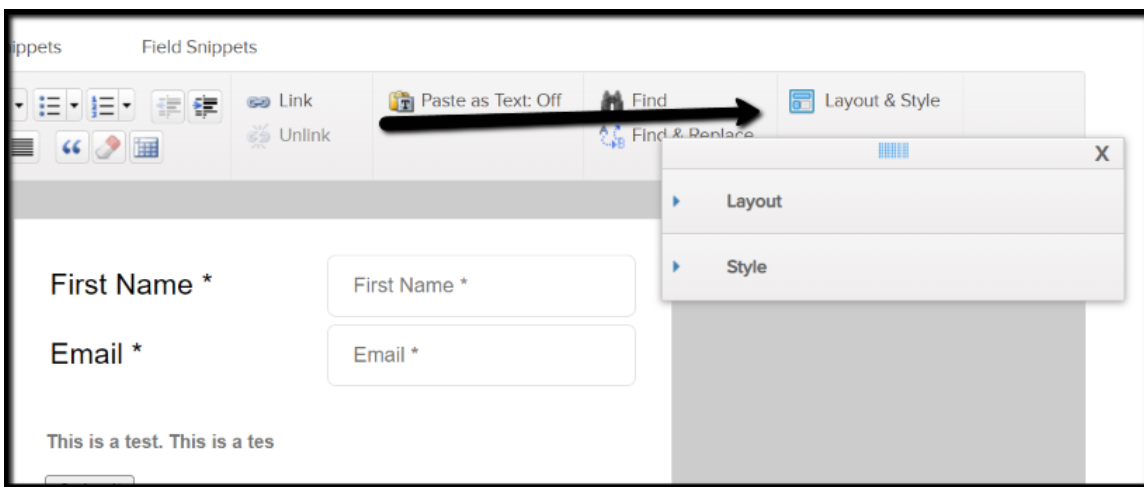 ippets Field Snippets
Link Paste as Text: Off Find Layout & Style
Unlink Find & Replace
X
Layout
Style
First Name * First Name *
Email * Email *
This is a test. This is a tes